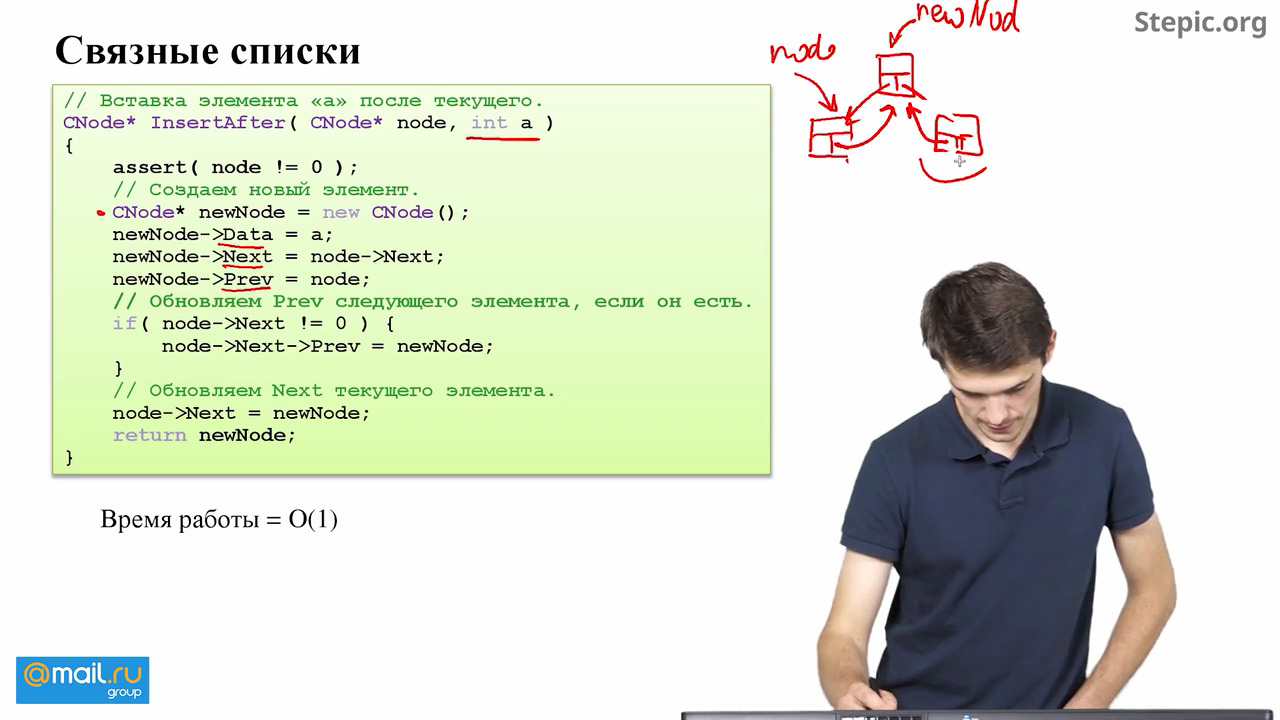 Связные списки
// Вставка элемента «a» после текущего.
CNode* InsertAfter( CNode* node, int a )
{
assert( node != 0 );
// Создаем новый элемент.
CNode* newNode = new CNode();
newNode->Data = a;
newNode->Next = node->Next;
newNode->Prev = node;
// Обновляем Prev следующего элемента, если он есть.
if( node->Next != 0 ) {
node->Next->Prev = newNode;
}
// Обновляем Next текущего элемента.
node->Next = newNode;
return newNode;
}
Время работы = O(1)
newNod
node
Stepic.org
@mail.ru
group